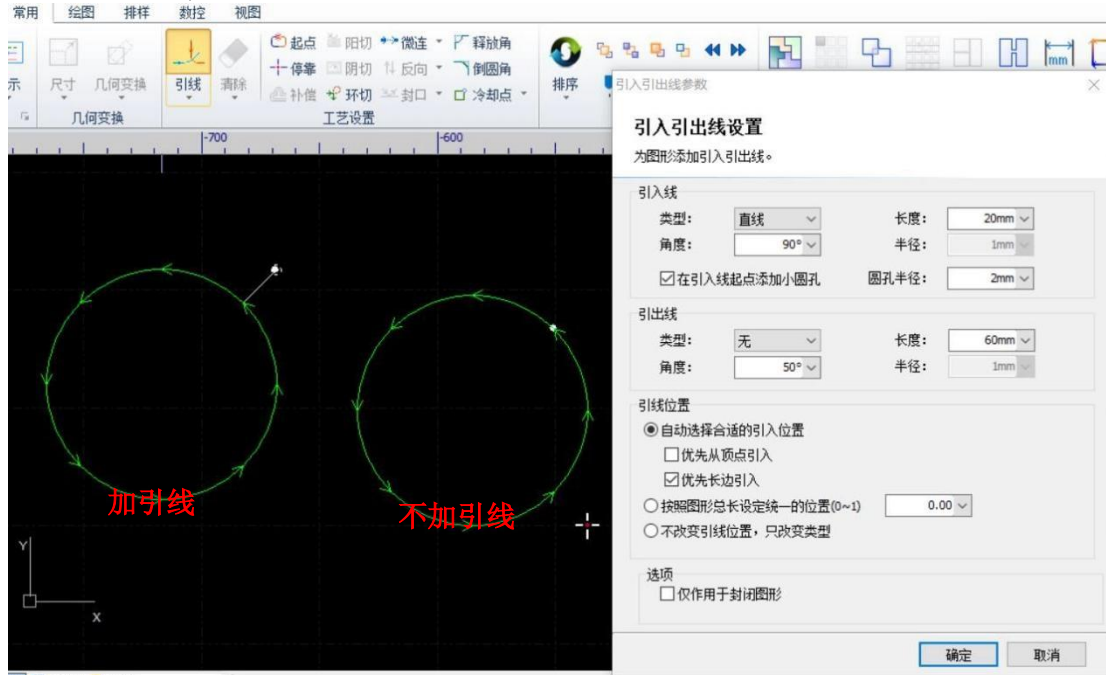 常用 绘图 排样 数控 视图
示 尺寸 几何变换 引线 清除 起点 阳切 微连 释放角
停靠 阴切 反向 倒圆角
补偿 环切 封口 冷却点
排序
mm
几何变换 工艺设置
-700 -600
加引线
不加引线
Y
X
引入引出线参数
引入引出线设置
为图形添加引入引出线。
引入线
类型: 直线 长度: 20mm
角度: 90° 半径: 1mm
在引入线起点添加小圆孔 圆孔半径: 2mm
引出线
类型: 无 长度: 60mm
角度: 50° 半径: 1mm
引线位置
自动选择合适的引入位置
优先从顶点引入
优先长边引入
按照图形总长设定统一的位置(0~1) 0.00
不改变引线位置，只改变类型
选项
仅作用于封闭图形
确定 取消